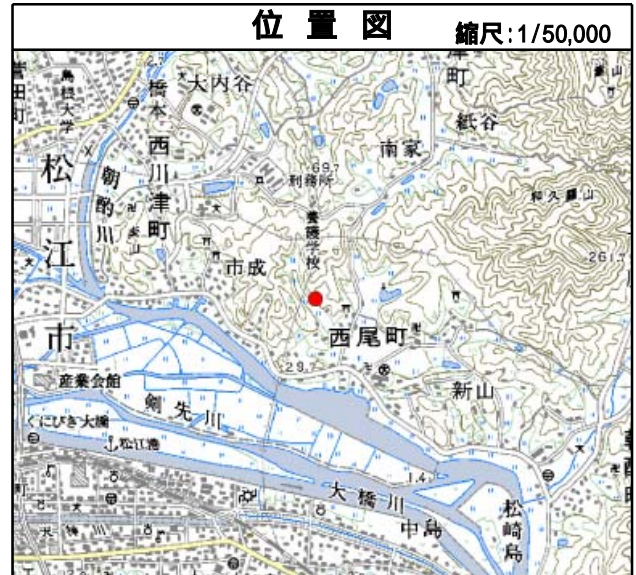 位置図
縮尺:1/50,000
島根大学
橋本
大内谷
津町
紙谷
南家
西川津町
朝酌川
松江市
69.7
刑務所
養護学校
和久羅山
261.7
市成
西尾町
29.7
新山
産業会館
剣先川
くにびき大橋
松江港
1.4
大橋川
中島
松崎島